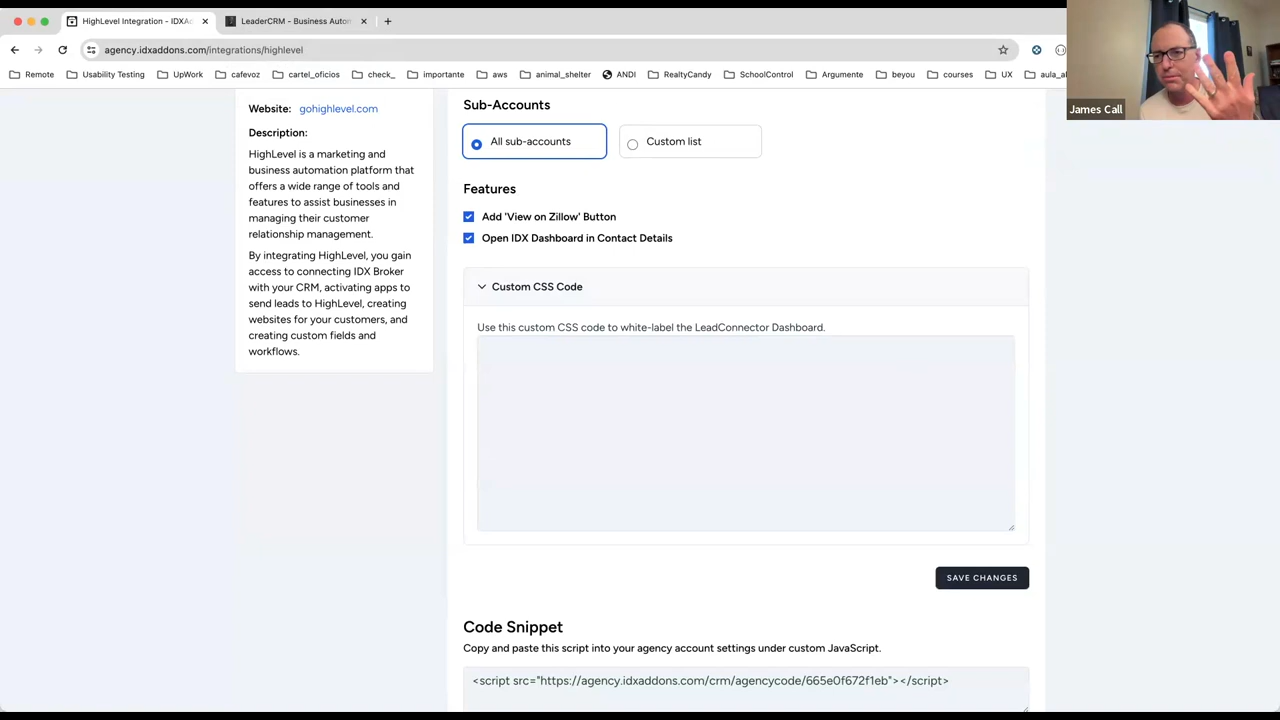 HighLevel Integration - IDXAd
LeaderCRM - Business Autom
agency.idxaddons.com/integrations/highlevel
Remote
Usability Testing
UpWork
cafevoz
cartel_oficios
check_
importante
aws
animal_shelter
ANDI
RealtyCandy
SchoolControl
Argumente
beyou
courses
UX
aula_al
James Call
Website: gohighlevel.com
Description:
HighLevel is a marketing and
business automation platform that
offers a wide range of tools and
features to assist businesses in
managing their customer
relationship management.
By integrating HighLevel, you gain
access to connecting IDX Broker
with your CRM, activating apps to
send leads to HighLevel, creating
websites for your customers, and
creating custom fields and
workflows.
Sub-Accounts
All sub-accounts
Custom list
Features
Add 'View on Zillow' Button
Open IDX Dashboard in Contact Details
Custom CSS Code
Use this custom CSS code to white-label the LeadConnector Dashboard.
SAVE CHANGES
Code Snippet
Copy and paste this script into your agency account settings under custom JavaScript.
<script src="https://agency.idxaddons.com/crm/agencycode/665e0f672f1eb"></script>